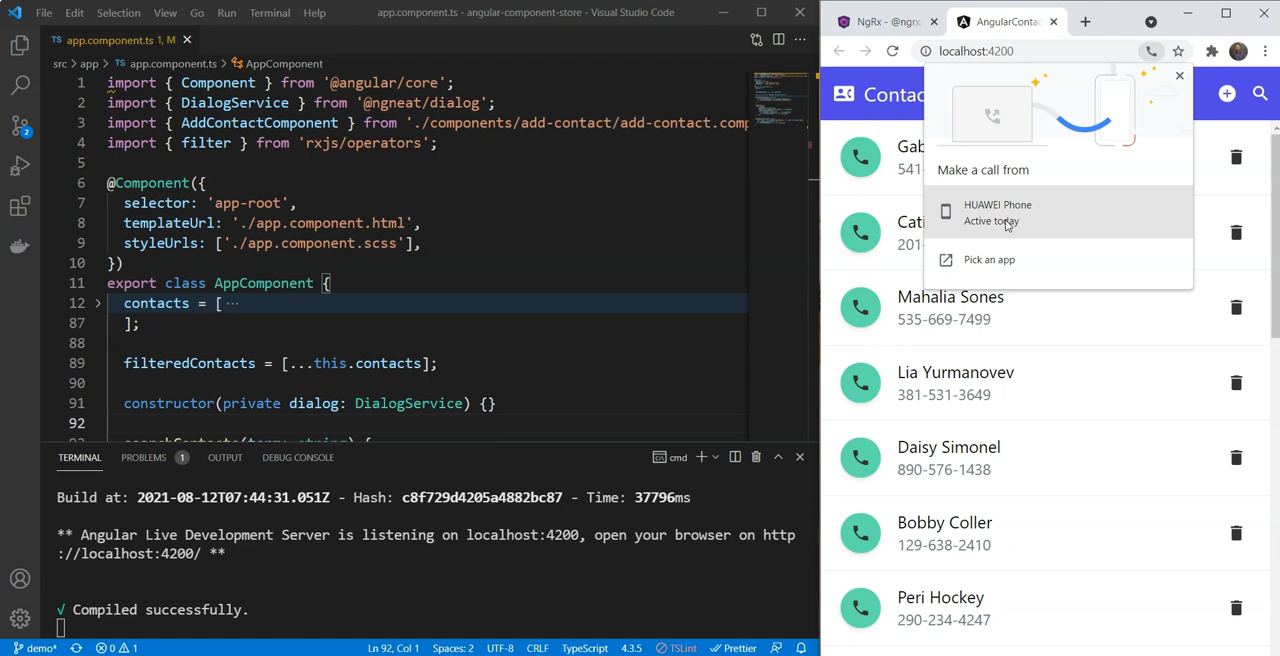 File Edit Selection View Go Run Terminal Help app.component.ts - angular-component-store - Visual Studio Code
TS app.component.ts 1, M
src > app > TS app.component.ts > AppComponent
1 import { Component } from '@angular/core';
2 import { DialogService } from '@ngneat/dialog';
3 import { AddContactComponent } from './components/add-contact/add-contact.comp
4 import { filter } from 'rxjs/operators';
5
6 @Component({
7 selector: 'app-root',
8 templateUrl: './app.component.html',
9 styleUrls: ['./app.component.scss'],
10 })
11 export class AppComponent {
12 contacts = [ ...
87 ];
88
89 filteredContacts = [...this.contacts];
90
91 constructor(private dialog: DialogService) {}
92
TERMINAL PROBLEMS 1 OUTPUT DEBUG CONSOLE cmd
Build at: 2021-08-12T07:44:31.051Z - Hash: c8f729d4205a4882bc87 - Time: 37796ms
** Angular Live Development Server is listening on localhost:4200, open your browser on http
://localhost:4200/ **
√ Compiled successfully.
2
demo* 0 1 Ln 92, Col 1 Spaces: 2 UTF-8 CRLF TypeScript 4.3.5 TSLint Prettier
NgRx - @ngrx AngularContac
localhost:4200
Contac
Make a call from
HUAWEI Phone
Active today
Pick an app
Gab
541-
Cati
201-
Mahalia Sones
535-669-7499
Lia Yurmanovev
381-531-3649
Daisy Simonel
890-576-1438
Bobby Coller
129-638-2410
Peri Hockey
290-234-4247